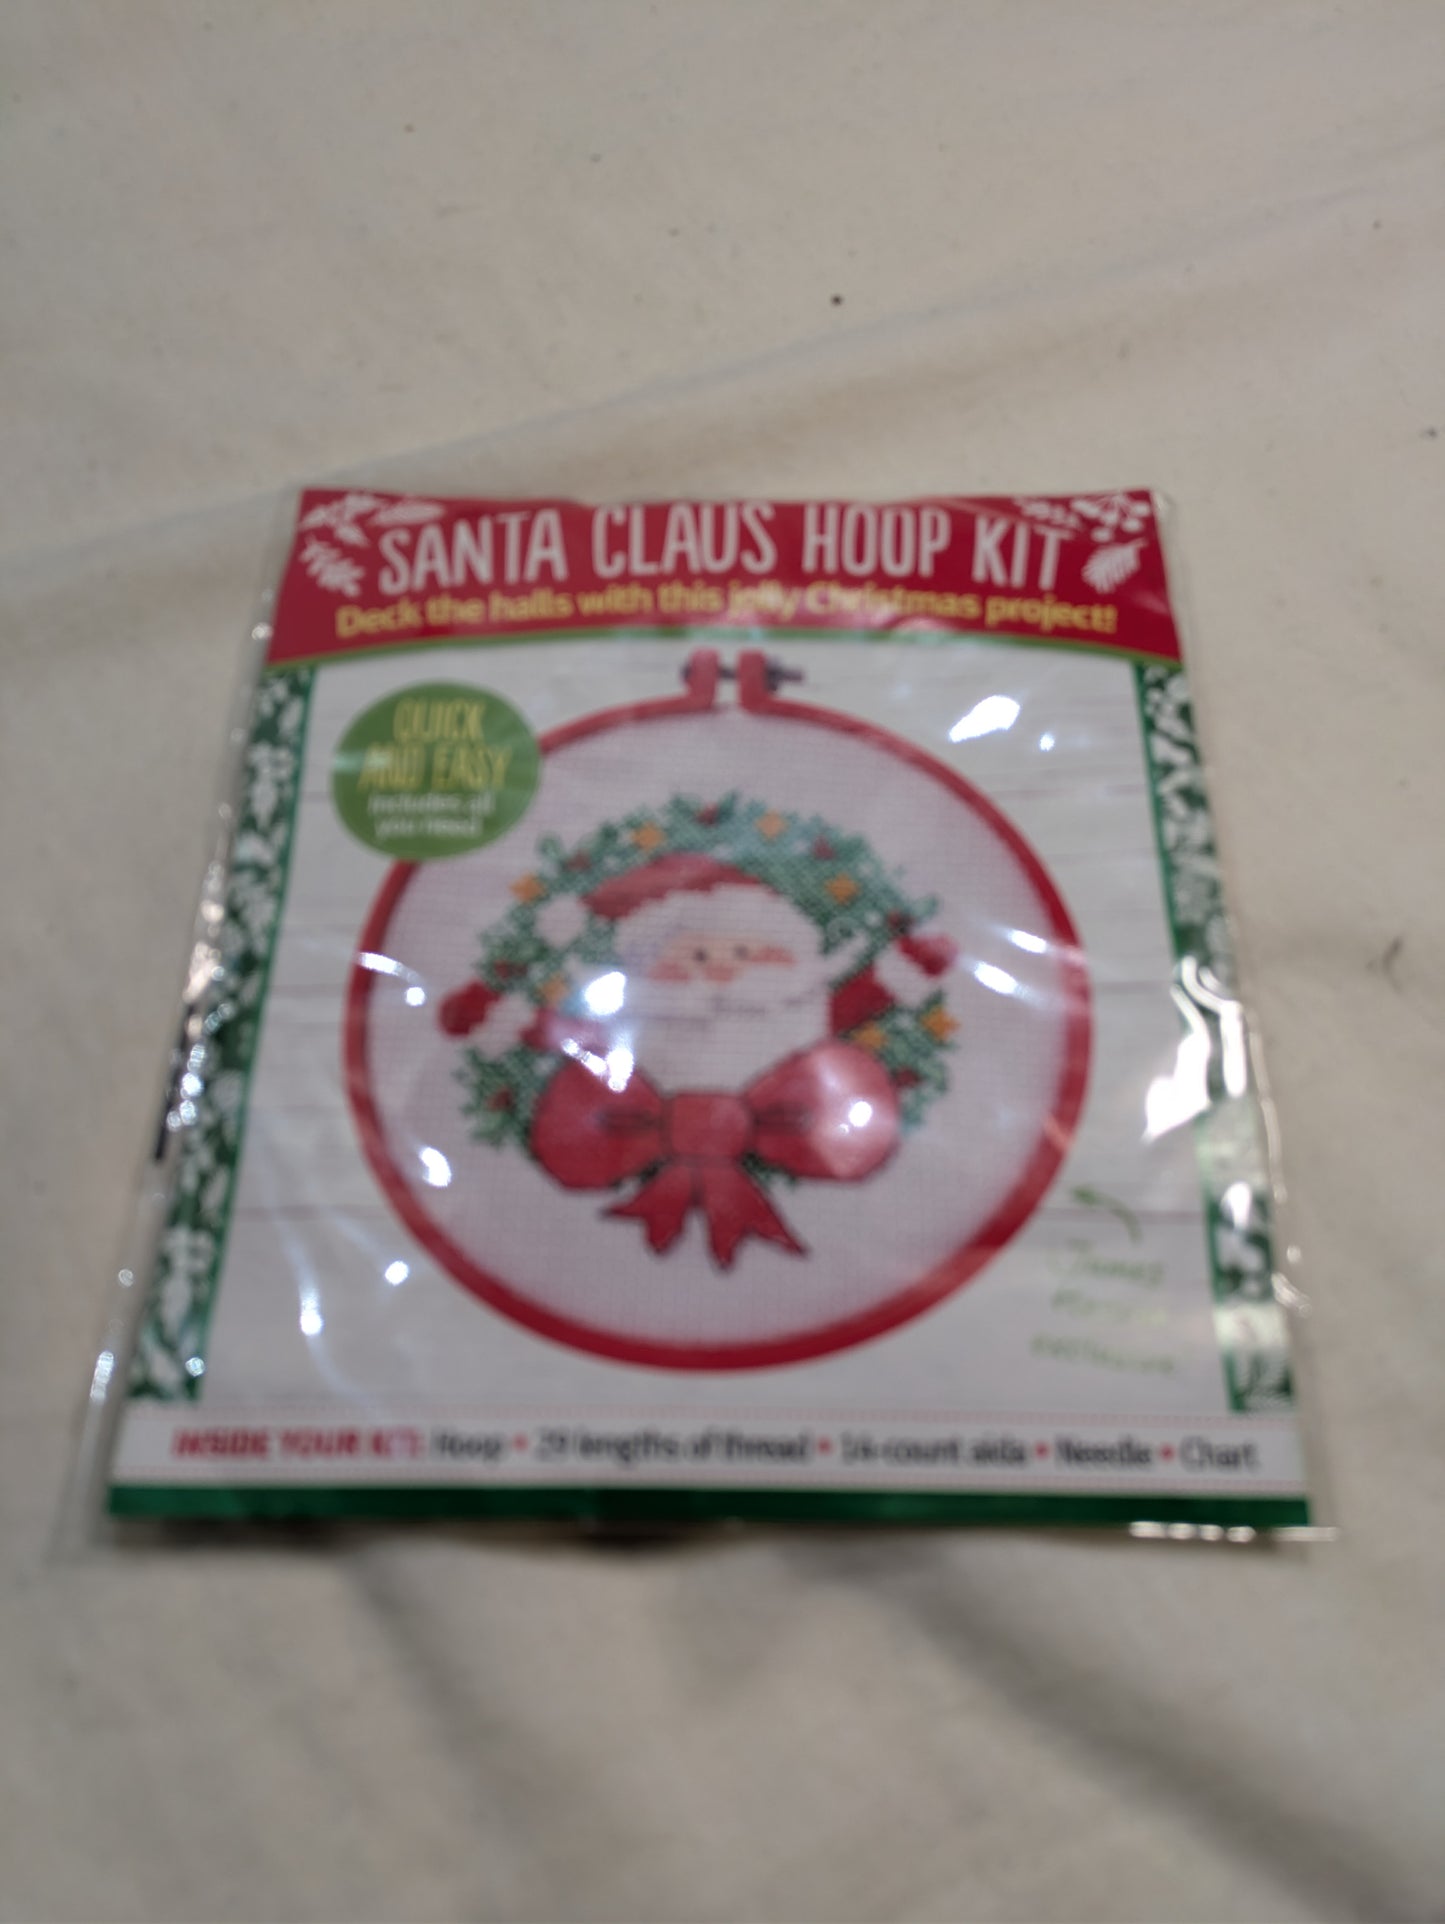 SANTA CLAUS HOOP KIT
Deck the halls with this jolly Christmas project!
QUICK
AND EASY
Includes all
you need
INSIDE YOUR KIT: Hoop • 29 lengths of thread • 14-count aida • Needle • Chart